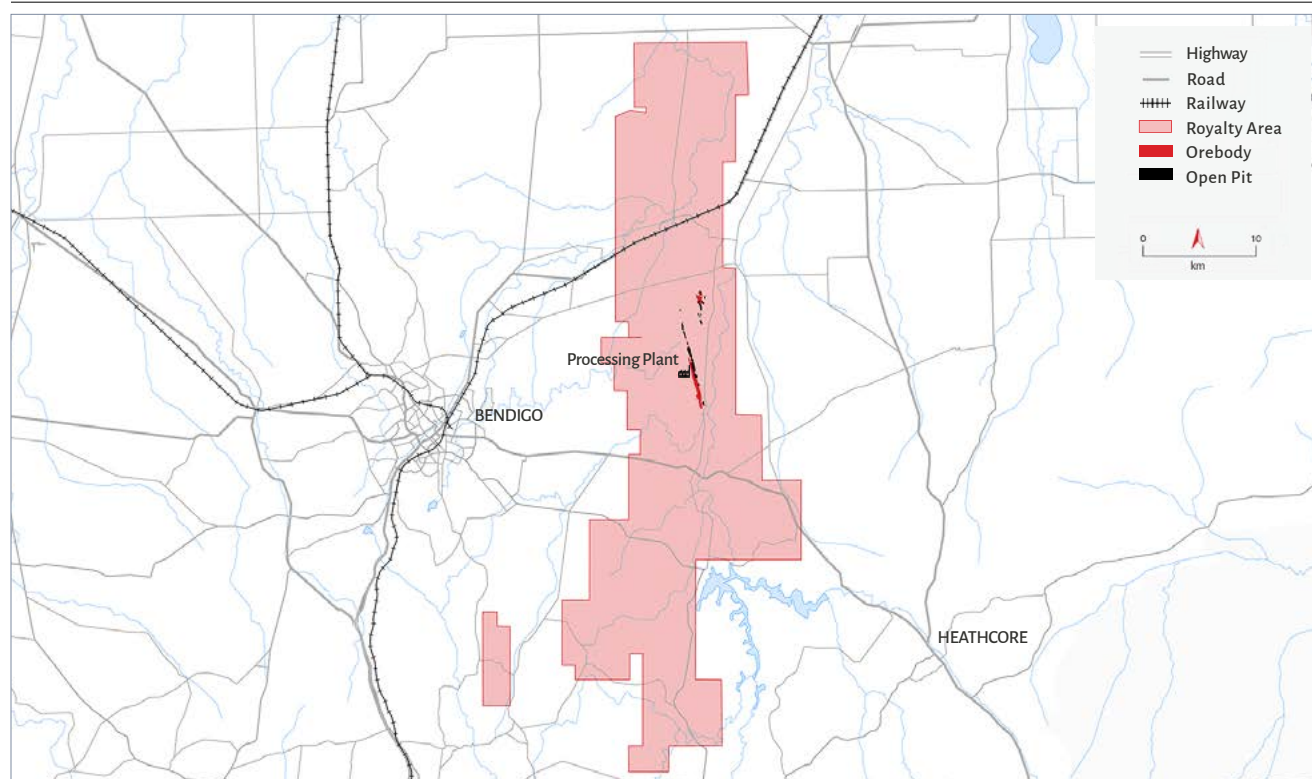 Highway
Road
Railway
Royalty Area
Orebody
Open Pit
0 10
km
Processing Plant
BENDIGO
HEATHCORE